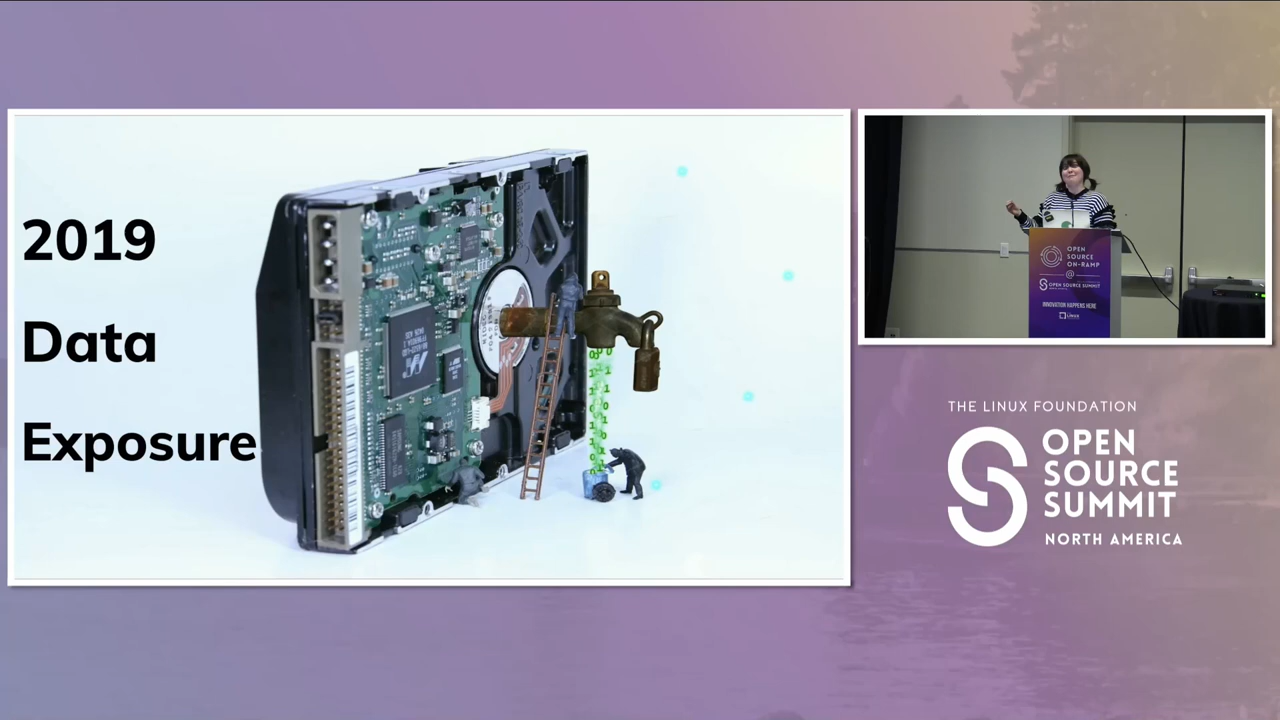 2019
Data
Exposure
OPEN
SOURCE
ON-RAMP
@
OPEN SOURCE SUMMIT
INNOVATION HAPPENS HERE
THE LINUX FOUNDATION
OPEN
SOURCE
SUMMIT
NORTH AMERICA